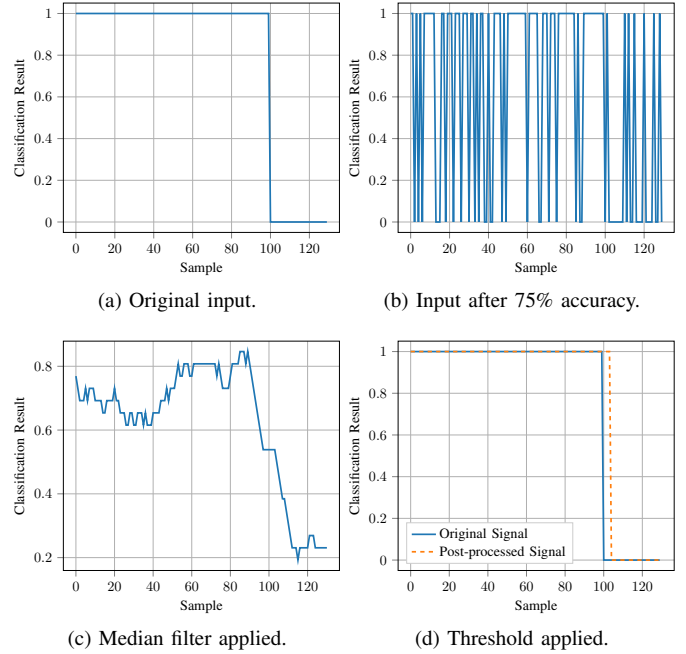 1
0.8
0.6
0.4
0.2
0
0 20 40 60 80 100 120
Sample
Classification Result
(a) Original input.
1
0.8
0.6
0.4
0.2
0
0 20 40 60 80 100 120
Sample
Classification Result
(b) Input after 75% accuracy.
0.8
0.6
0.4
0.2
0 20 40 60 80 100 120
Sample
Classification Result
(c) Median filter applied.
1
0.8
0.6
0.4
0.2
0
0 20 40 60 80 100 120
Sample
Classification Result
Original Signal
Post-processed Signal
(d) Threshold applied.